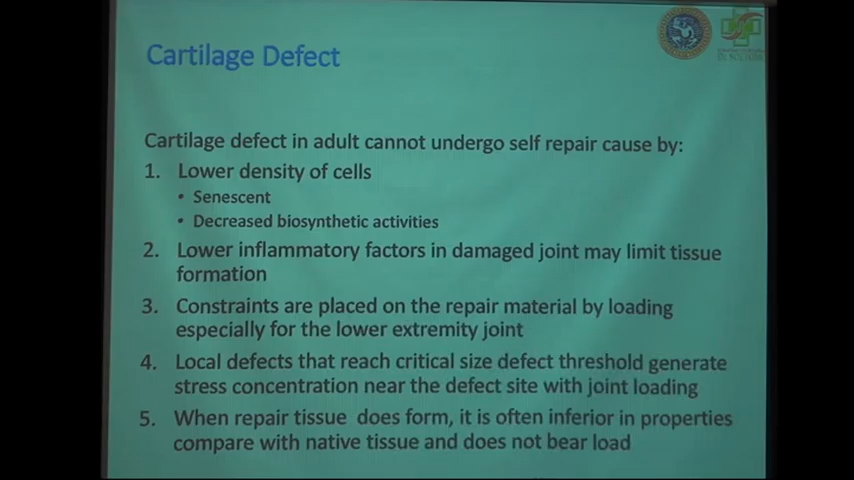 Cartilage Defect
Cartilage defect in adult cannot undergo self repair cause by:
1. Lower density of cells
• Senescent
• Decreased biosynthetic activities
2. Lower inflammatory factors in damaged joint may limit tissue
formation
3. Constraints are placed on the repair material by loading
especially for the lower extremity joint
4. Local defects that reach critical size defect threshold generate
stress concentration near the defect site with joint loading
5. When repair tissue does form, it is often inferior in properties
compare with native tissue and does not bear load